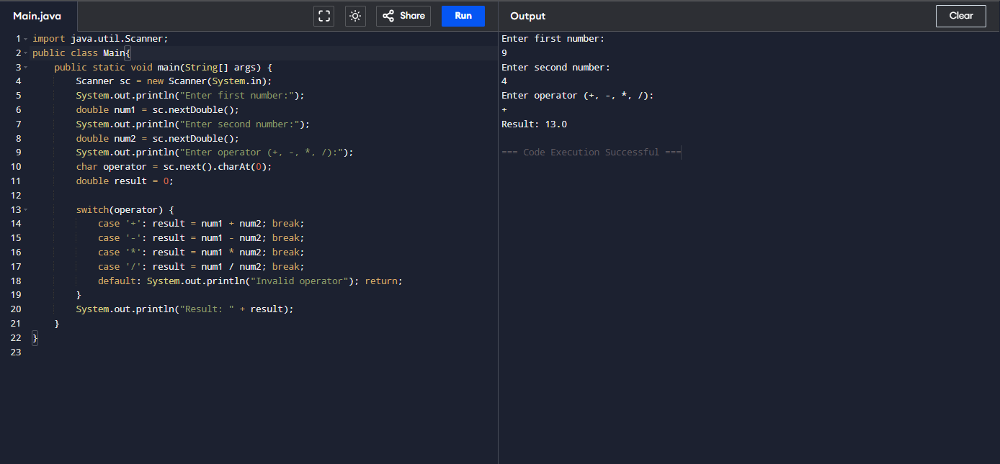 Main.java
Share
Run
Output
Clear
1 import java.util.Scanner;
2 public class Main{
3     public static void main(String[] args) {
4         Scanner sc = new Scanner(System.in);
5         System.out.println("Enter first number:");
6         double num1 = sc.nextDouble();
7         System.out.println("Enter second number:");
8         double num2 = sc.nextDouble();
9         System.out.println("Enter operator (+, -, *, /):");
10         char operator = sc.next().charAt(0);
11         double result = 0;
12
13         switch(operator) {
14             case '+': result = num1 + num2; break;
15             case '-': result = num1 - num2; break;
16             case '*': result = num1 * num2; break;
17             case '/': result = num1 / num2; break;
18             default: System.out.println("Invalid operator"); return;
19         }
20         System.out.println("Result: " + result);
21     }
22 }
23
Enter first number:
9
Enter second number:
4
Enter operator (+, -, *, /):
+
Result: 13.0
=== Code Execution Successful ===